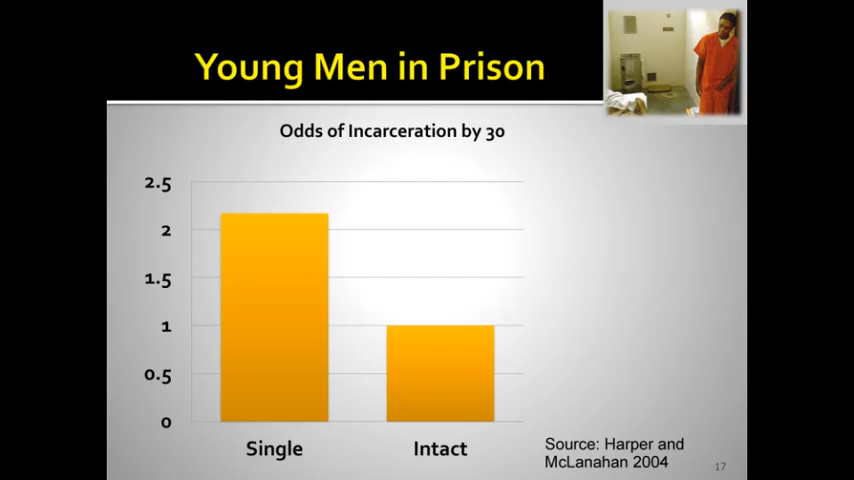 Young Men in Prison
Odds of Incarceration by 30
2.5
2
1.5
1
0.5
0
Single Intact
Source: Harper and
McLanahan 2004
17